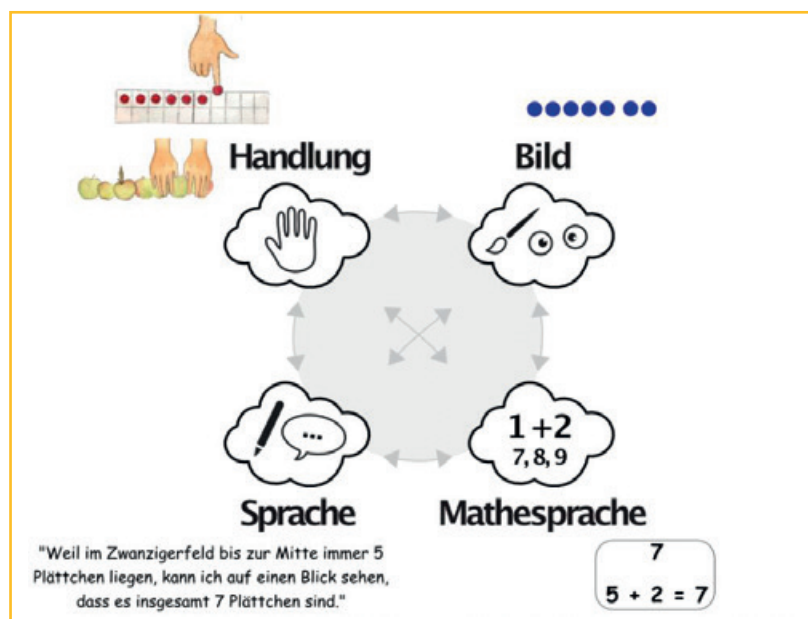 Handlung
Bild
...
1+2
7, 8, 9
Sprache
Mathesprache
"Weil im Zwanzigerfeld bis zur Mitte immer 5
Plättchen liegen, kann ich auf einen Blick sehen,
dass es insgesamt 7 Plättchen sind."
7
5 + 2 = 7